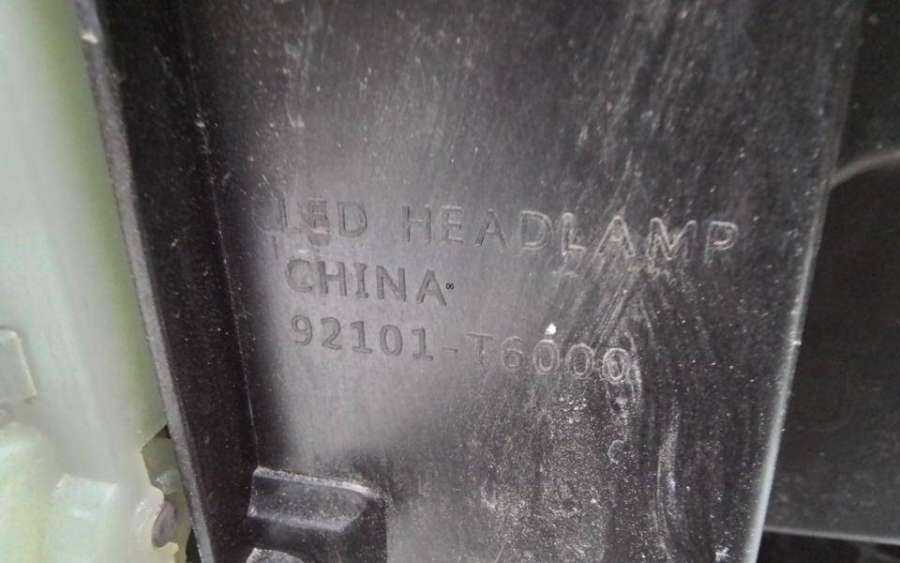 LED HEADLAMP
CHINA
92101-T6000